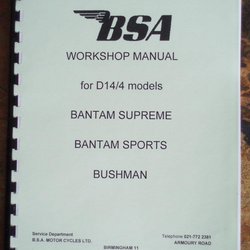 BSA
WORKSHOP MANUAL
for D14/4 models
BANTAM SUPREME
BANTAM SPORTS
BUSHMAN
Service Department
B.S.A. MOTOR CYCLES LTD.
Telephone 021-772 2381
ARMOURY ROAD
BIRMINGHAM 11